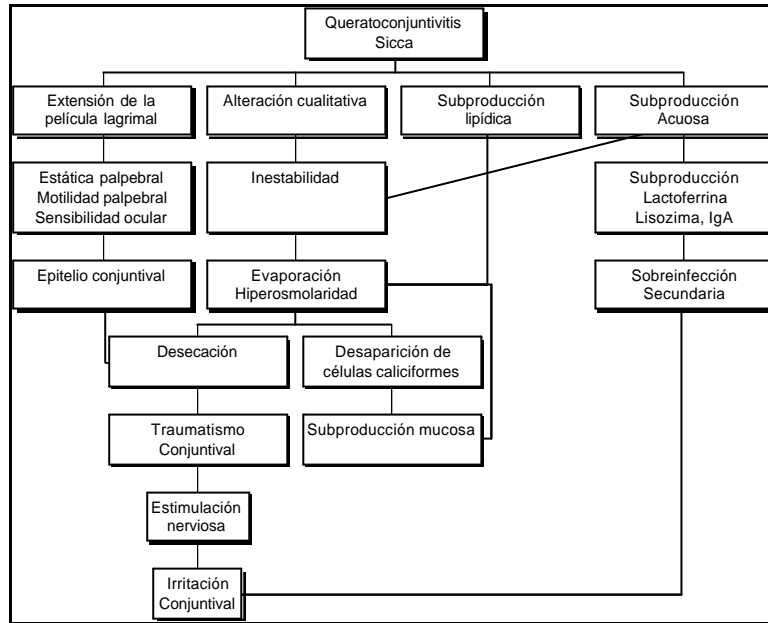 Queratoconjuntivitis
Sicca
Extensión de la
película lagrimal
Alteración cualitativa
Subproducción
lipídica
Subproducción
Acuosa
Estática palpebral
Motilidad palpebral
Sensibilidad ocular
Inestabilidad
Subproducción
Lactoferrina
Lisozima, IgA
Epitelio conjuntival
Evaporación
Hiperosmolaridad
Sobreinfección
Secundaria
Desecación
Desaparición de
células caliciformes
Traumatismo
Conjuntival
Subproducción mucosa
Estimulación
nerviosa
Irritación
Conjuntival